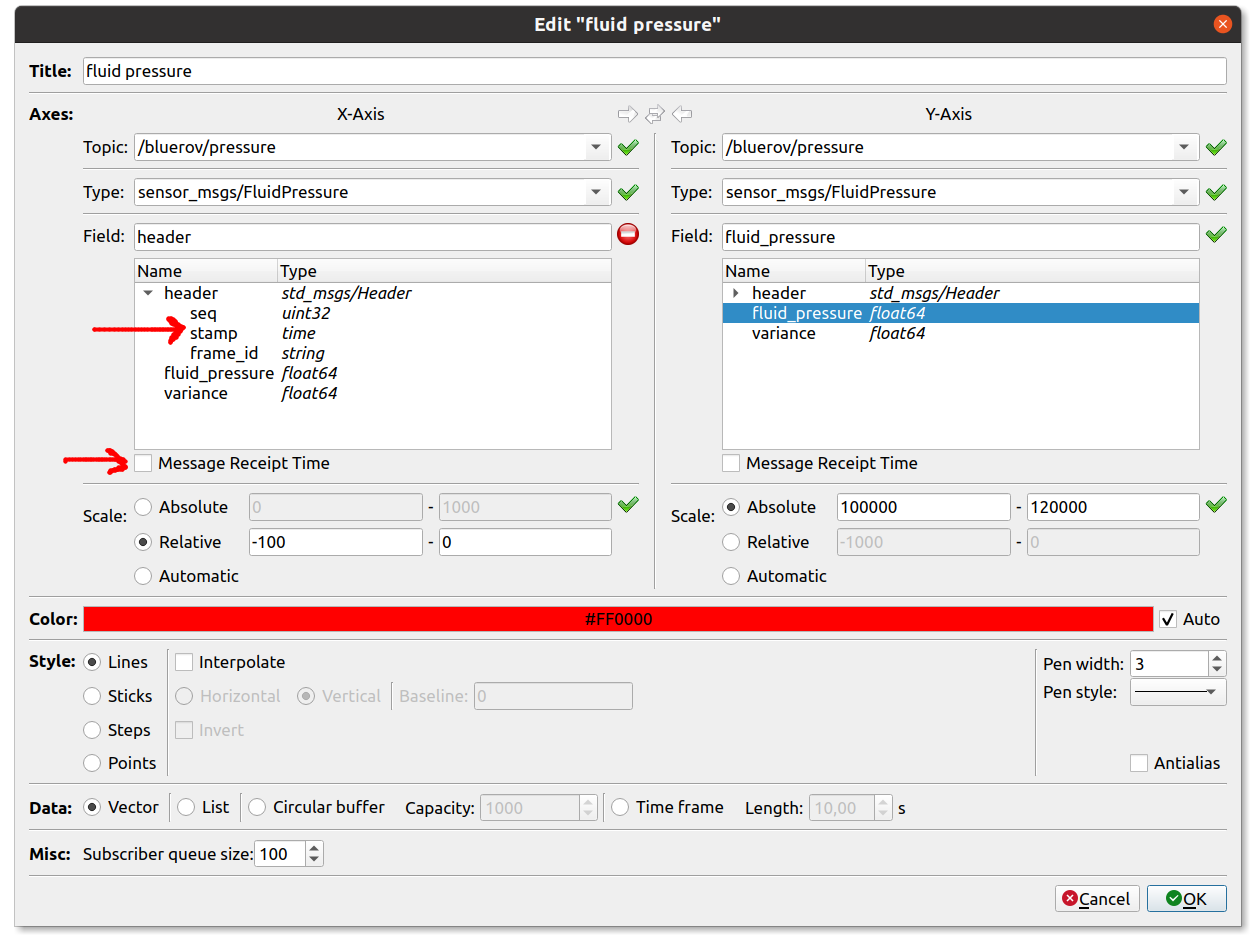 Edit "fluid pressure"
Title: fluid pressure
Axes: X-Axis Y-Axis
Topic: /bluerov/pressure Topic: /bluerov/pressure
Type: sensor_msgs/FluidPressure Type: sensor_msgs/FluidPressure
Field: header Field: fluid_pressure
Name Type Name Type
header std_msgs/Header header std_msgs/Header
seq uint32 fluid_pressure float64
stamp time variance float64
frame_id string
fluid_pressure float64
variance float64
Message Receipt Time Message Receipt Time
Scale: Absolute 0 - 1000 Scale: Absolute 100000 - 120000
Relative -100 - 0 Relative -1000 - 0
Automatic Automatic
Color: #FF0000 Auto
Style: Lines Interpolate Pen width: 3
Sticks Horizontal Vertical Baseline: 0 Pen style:
Steps Invert
Points Antialias
Data: Vector List Circular buffer Capacity: 1000 Time frame Length: 10,00 s
Misc: Subscriber queue size: 100
Cancel OK